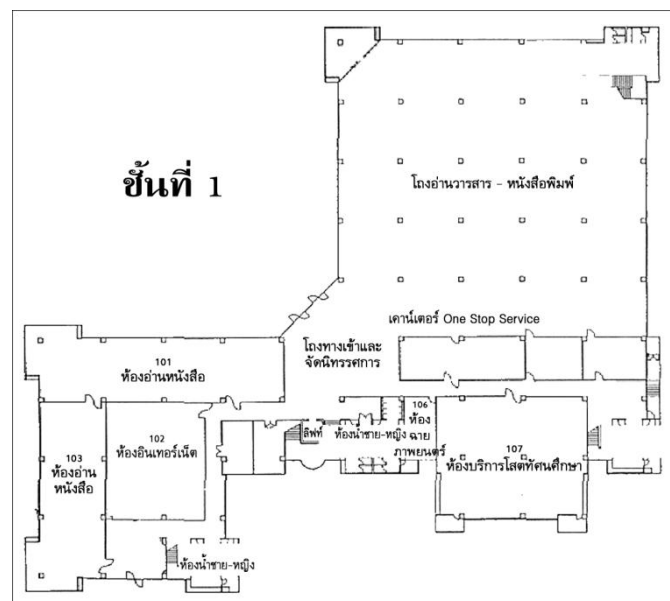 ชั้นที่ 1
โถงอ่านวารสาร - หนังสือพิมพ์
เคาน์เตอร์ One Stop Service
โถงทางเข้าและ
จัดนิทรรศการ
101
ห้องอ่านหนังสือ
102
ห้องอินเทอร์เน็ต
103
ห้องอ่าน
หนังสือ
ลิฟท์
ห้องน้ำชาย-หญิง
106
ห้อง
ฉาย
ภาพยนตร์
107
ห้องบริการโสตทัศนศึกษา
ห้องน้ำชาย-หญิง